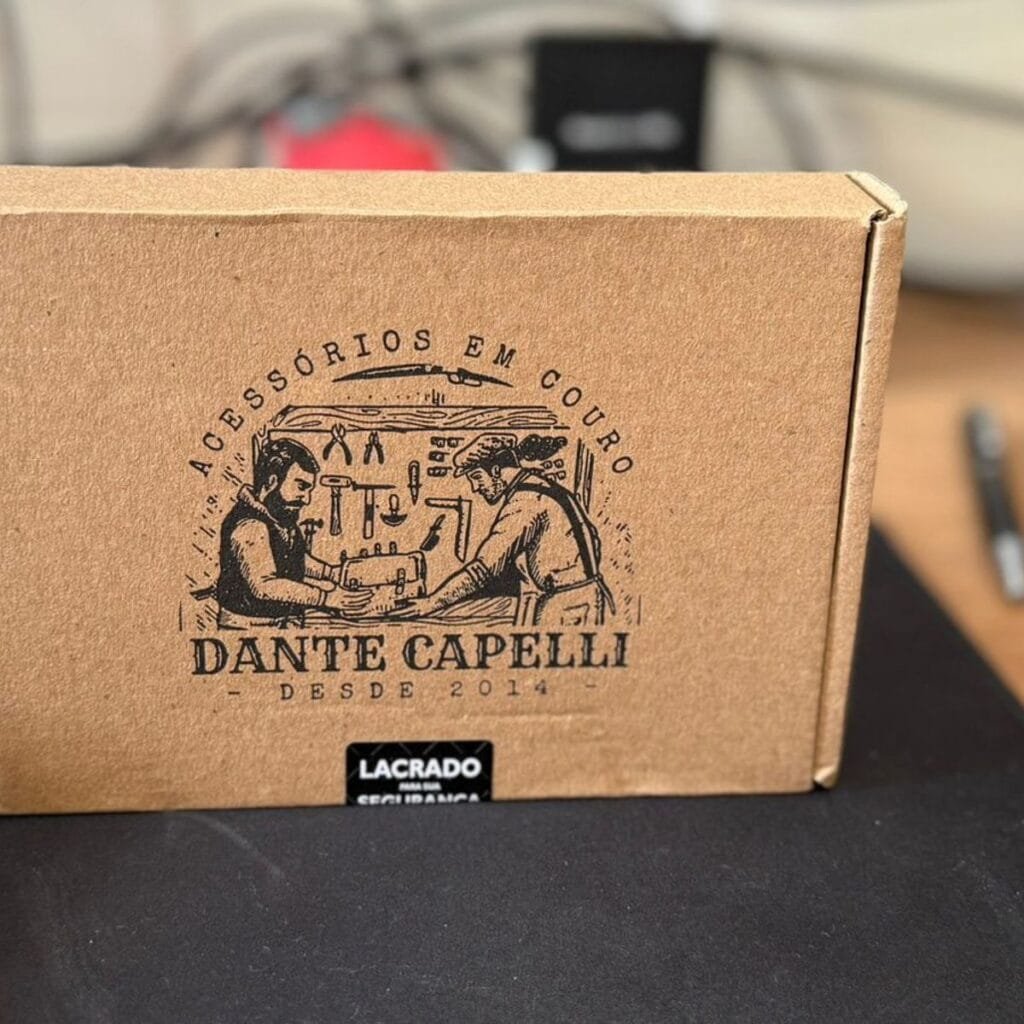 ACESSÓRIOS EM COURO
DANTE CAPELLI
- DESDE 2014 -
LACRADO
PARA SUA
SEGURANÇA